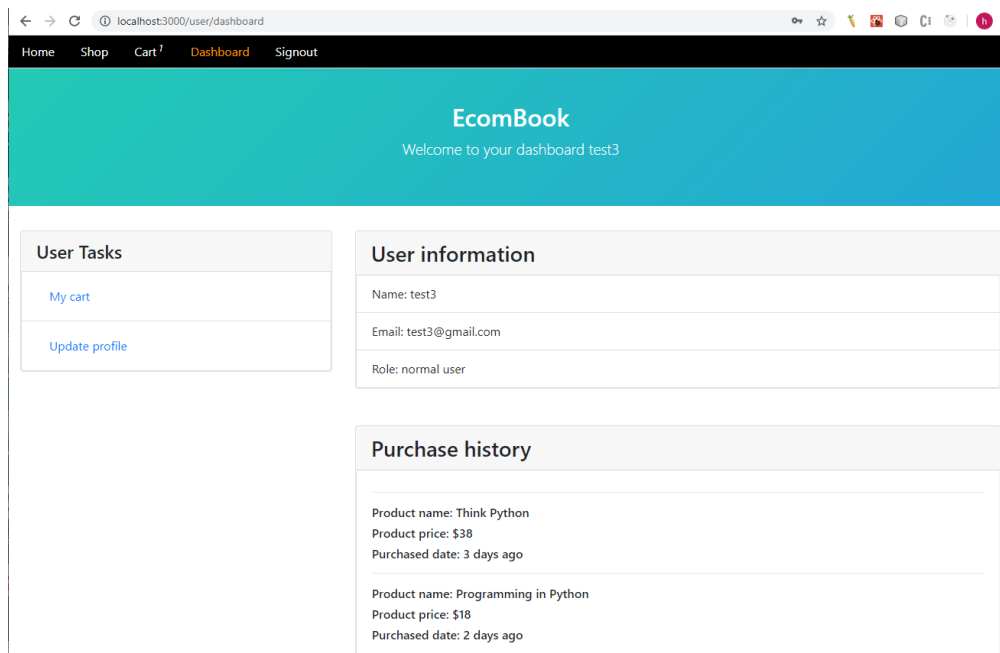 localhost:3000/user/dashboard
h
Home Shop Cart 1 Dashboard Signout
EcomBook
Welcome to your dashboard test3
User Tasks
My cart
Update profile
User information
Name: test3
Email: test3@gmail.com
Role: normal user
Purchase history
Product name: Think Python
Product price: $38
Purchased date: 3 days ago
Product name: Programming in Python
Product price: $18
Purchased date: 2 days ago